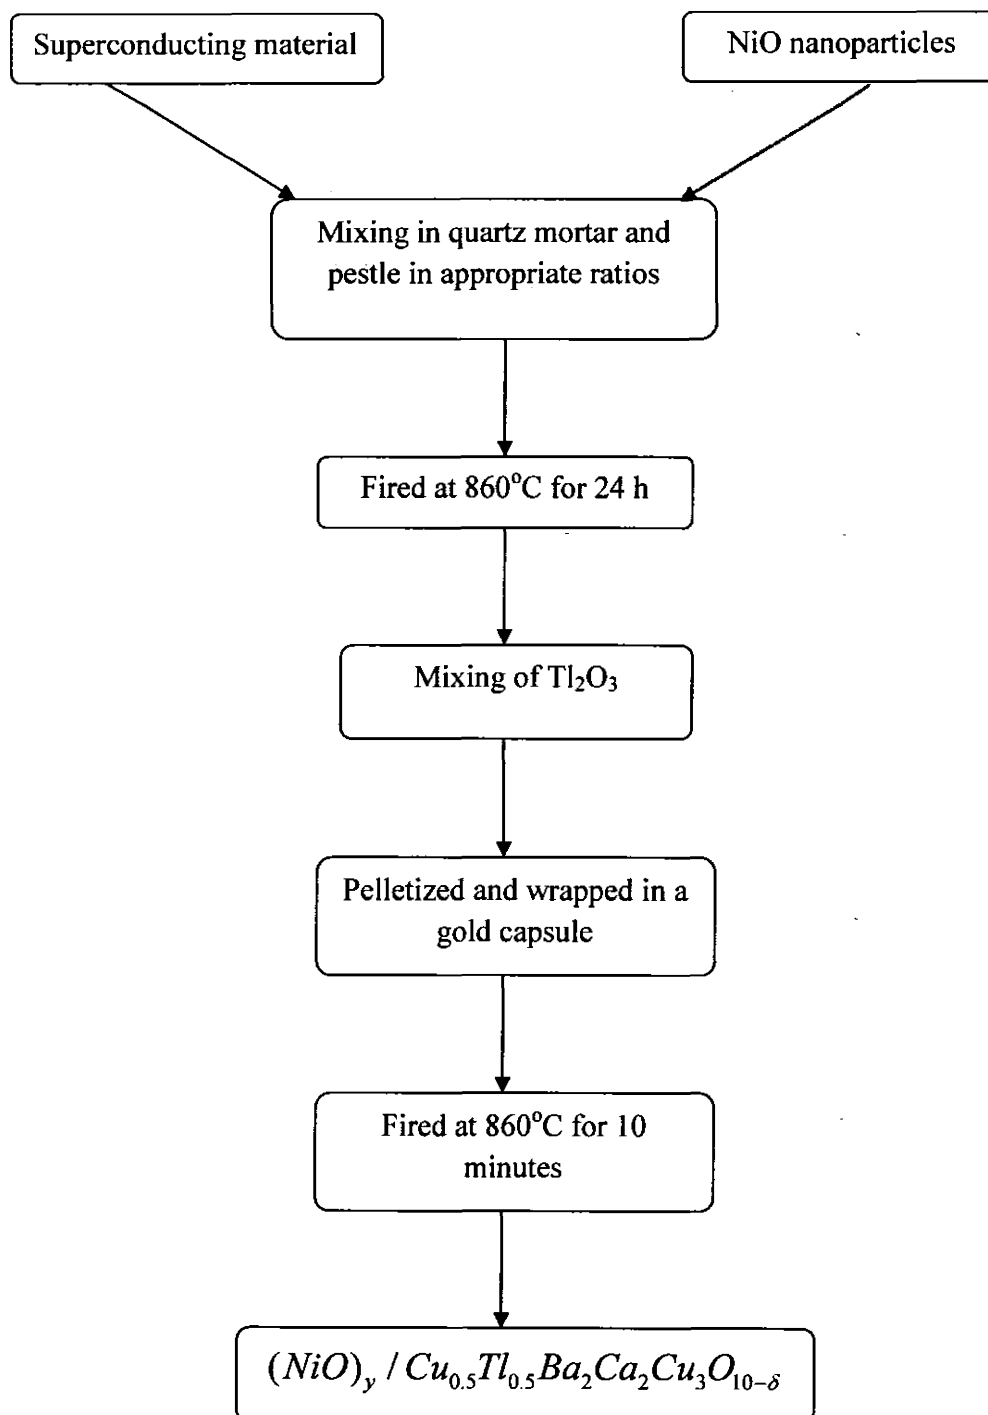 Superconducting material
NiO nanoparticles
Mixing in quartz mortar and
pestle in appropriate ratios
Fired at 860°C for 24 h
Mixing of Tl₂O₃
Pelletized and wrapped in a
gold capsule
Fired at 860°C for 10
minutes
(NiO)y / Cu₀.₅Tl₀.₅Ba₂Ca₂Cu₃O₁₀₋δ